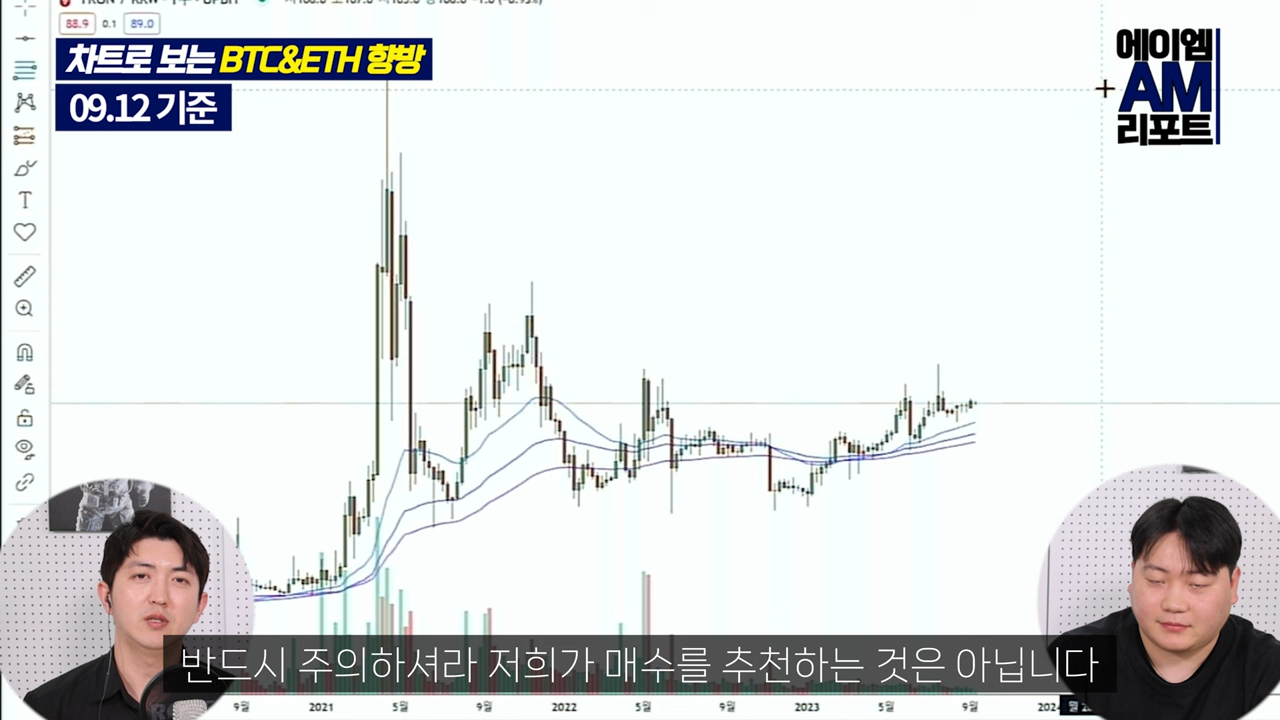 88.9 0.1 89.0
차트로 보는 BTC&ETH 향방
09.12 기준
에이엠
AM
리포트
반드시 주의하셔라 저희가 매수를 추천하는 것은 아닙니다
9월 2021 5월 9월 2022 5월 9월 2023 5월 9월